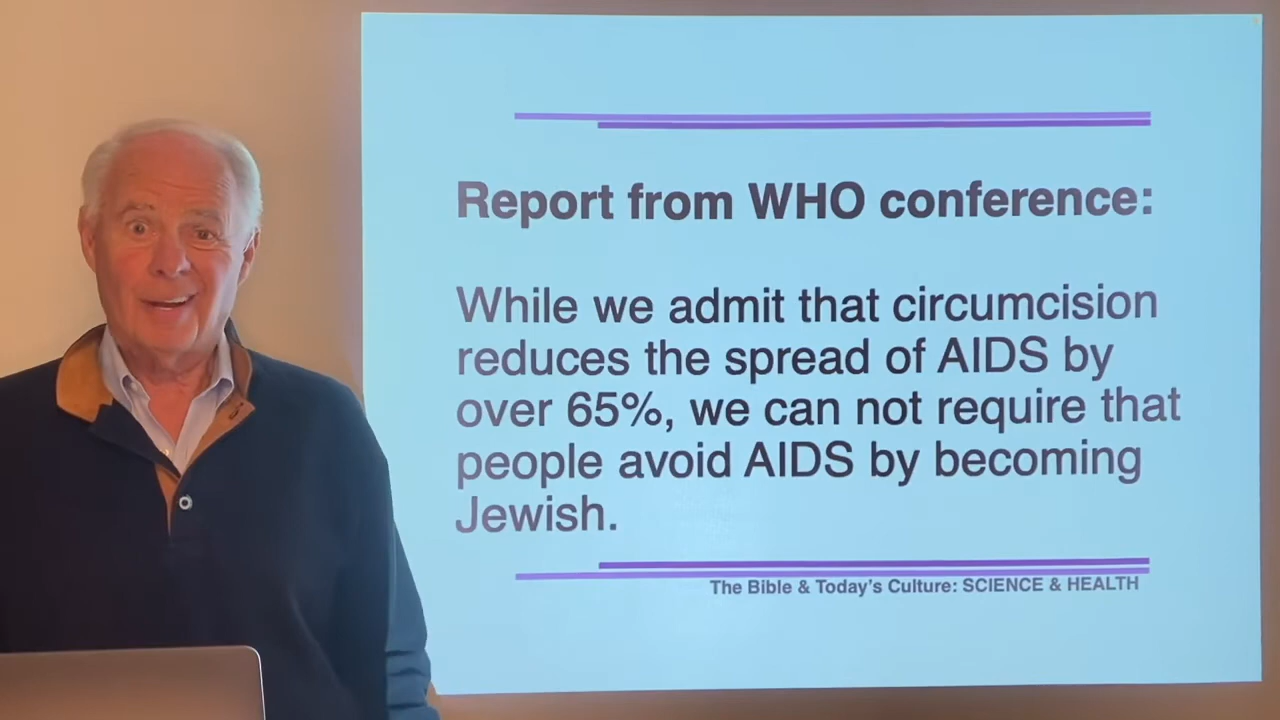 Report from WHO conference:
While we admit that circumcision
reduces the spread of AIDS by
over 65%, we can not require that
people avoid AIDS by becoming
Jewish.
The Bible & Today's Culture: SCIENCE & HEALTH